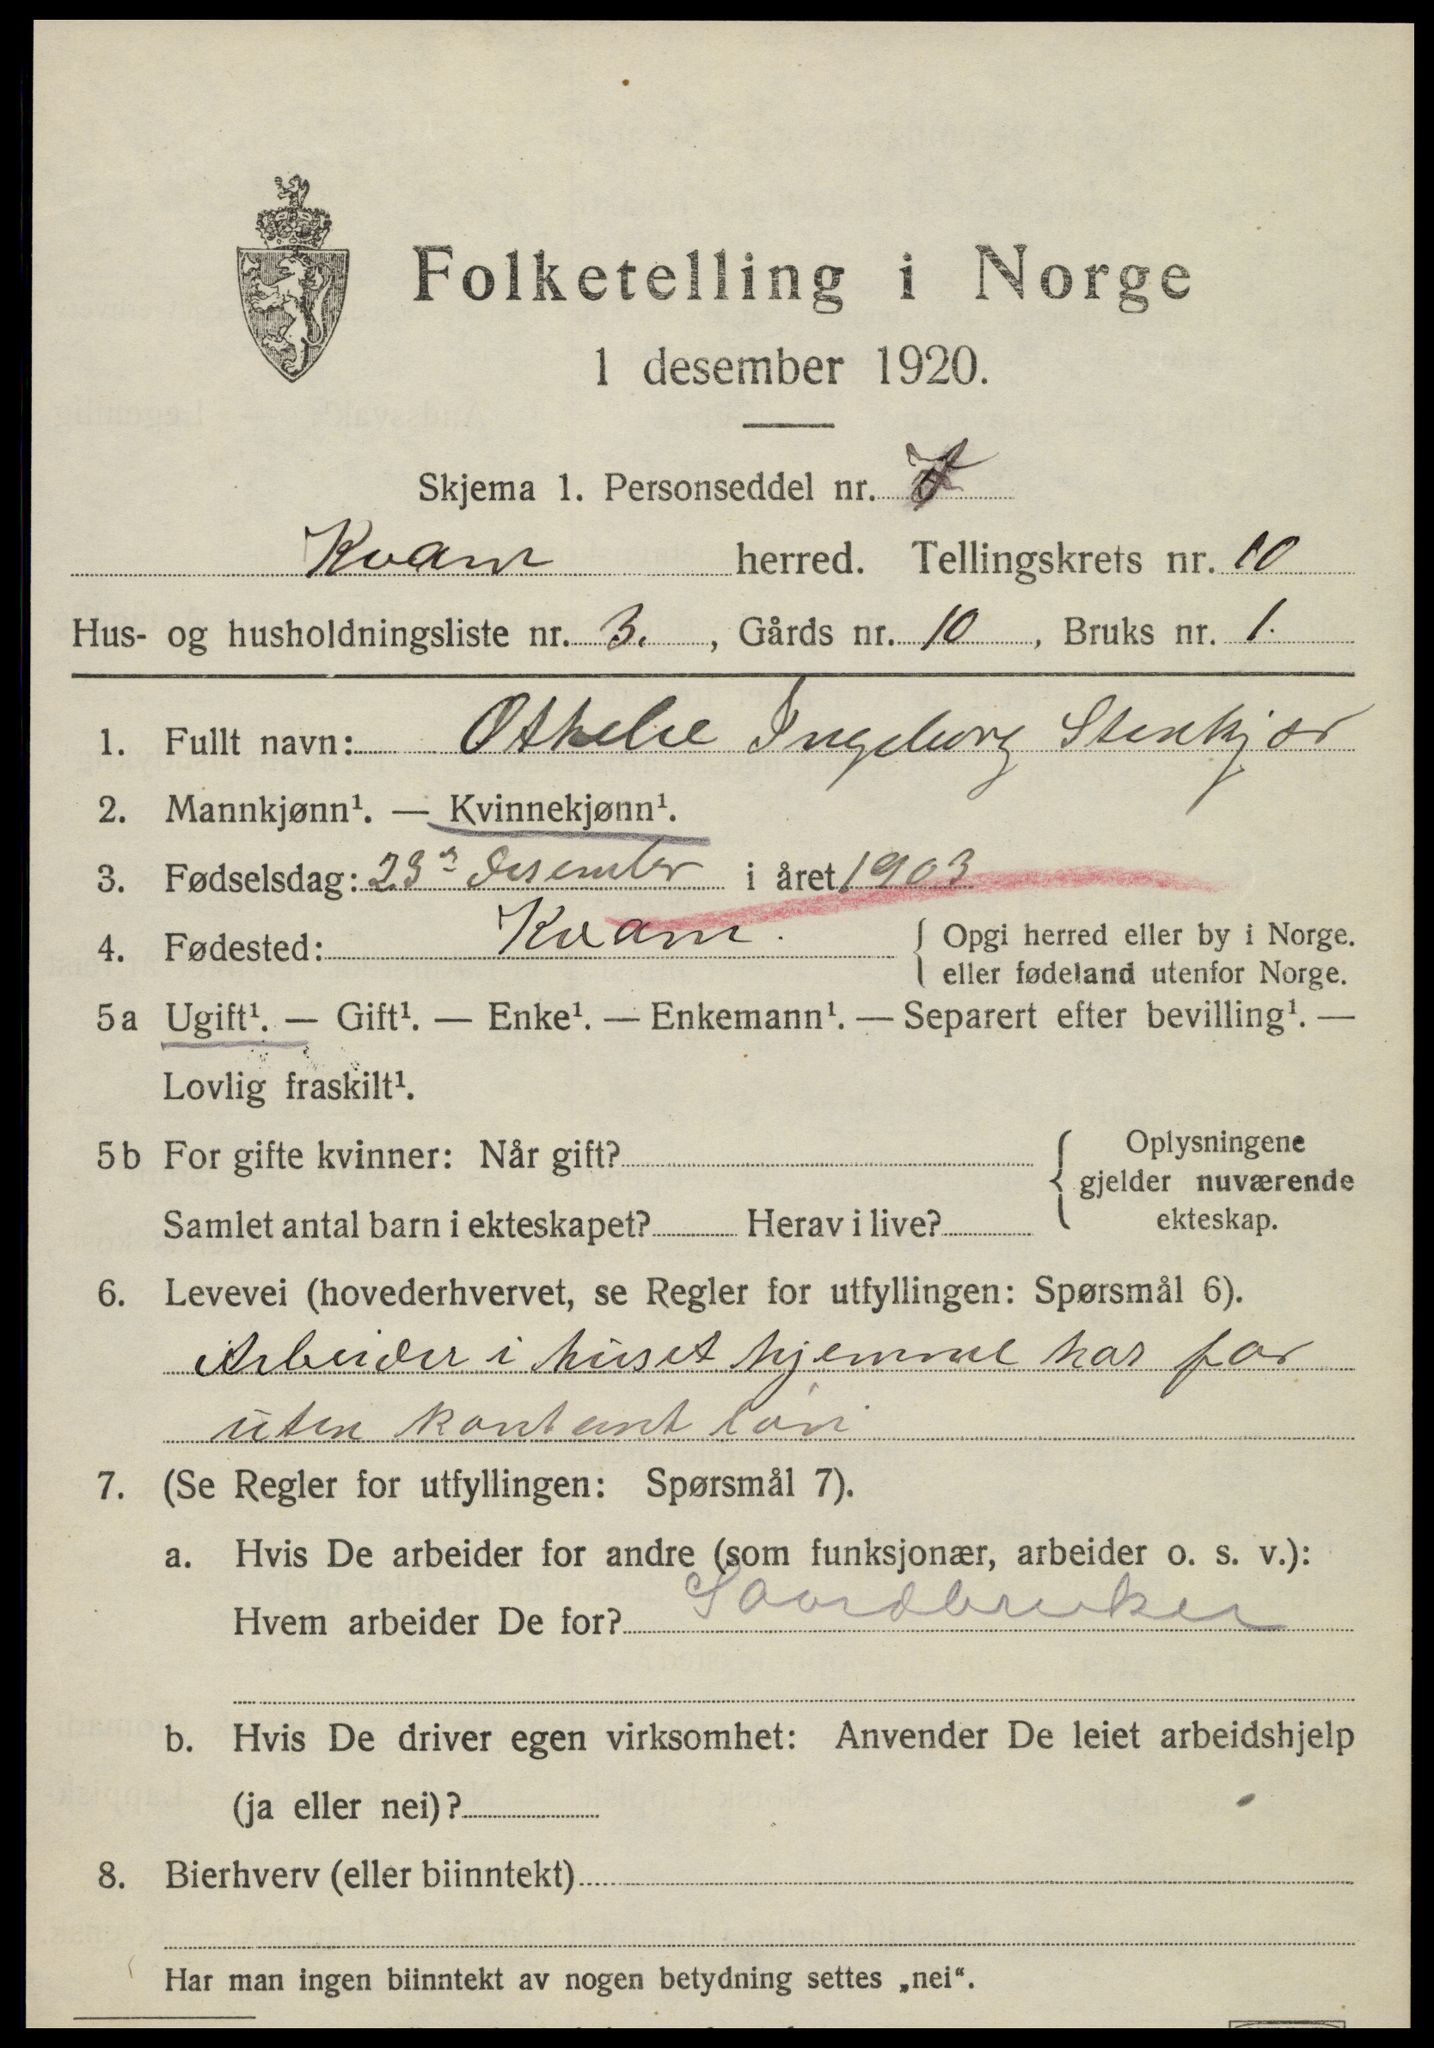 Folketelling i Norge
1 desember 1920.
Skjema 1. Personseddel nr.
Kvam herred. Tellingskrets nr. 10
Hus- og husholdningsliste nr. 3. , Gårds nr. 10 , Bruks nr. 1.
1. Fullt navn: Othelie Ingeborg Stenkjær
2. Mannkjønn¹. — Kvinnekjønn¹.
3. Fødselsdag: 23 desember i året 1903
4. Fødested: Kvam. { Opgi herred eller by i Norge.
eller fødeland utenfor Norge.
5a Ugift¹. — Gift¹. — Enke¹. — Enkemann¹. — Separert efter bevilling¹. —
Lovlig fraskilt¹.
5b For gifte kvinner: Når gift?
Samlet antal barn i ekteskapet? Herav i live?
{ Oplysningene
gjelder nuværende
ekteskap.
6. Levevei (hovederhvervet, se Regler for utfyllingen: Spørsmål 6).
Arbeider i huset hjemme hos far
uten kontant lön
7. (Se Regler for utfyllingen: Spørsmål 7).
a. Hvis De arbeider for andre (som funksjonær, arbeider o. s. v.):
Hvem arbeider De for? Gaardbruker
b. Hvis De driver egen virksomhet: Anvender De leiet arbeidshjelp
(ja eller nei)?
8. Bierhverv (eller biinntekt)
Har man ingen biinntekt av nogen betydning settes „nei“.